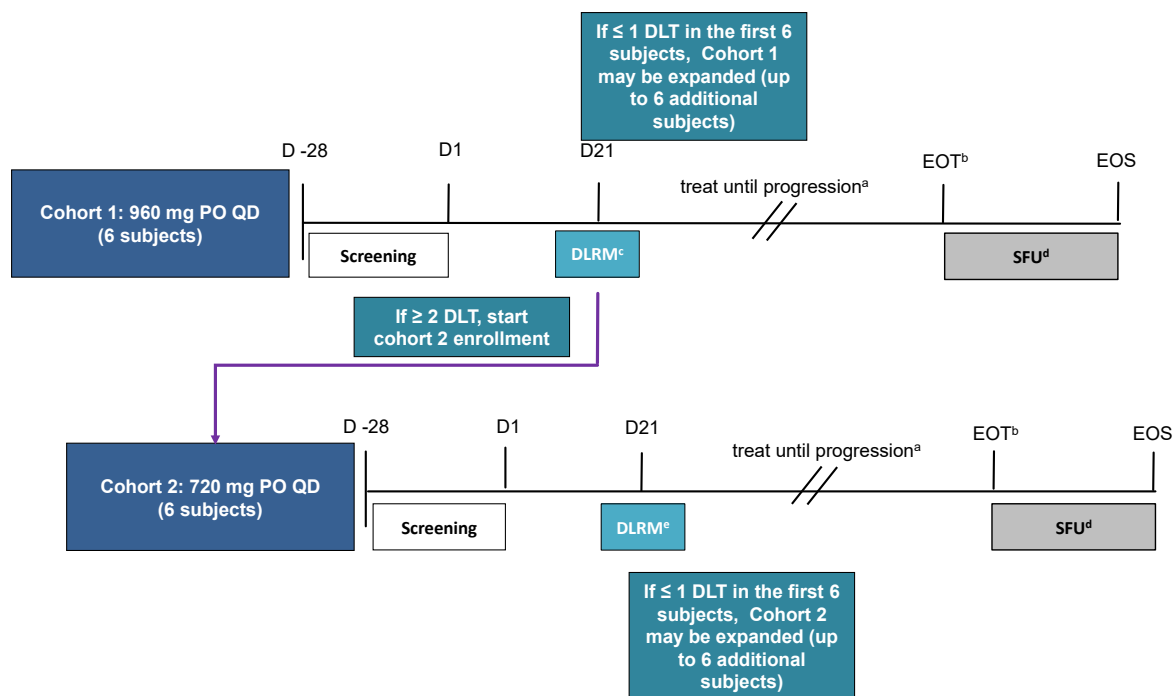 If ≤ 1 DLT in the first 6
subjects, Cohort 1
may be expanded (up
to 6 additional
subjects)
D -28
D1
D21
EOTᵇ
EOS
treat until progressionᵃ
Cohort 1: 960 mg PO QD
(6 subjects)
Screening
DLRMᶜ
SFUᵈ
If ≥ 2 DLT, start
cohort 2 enrollment
D -28
D1
D21
EOTᵇ
EOS
treat until progressionᵃ
Cohort 2: 720 mg PO QD
(6 subjects)
Screening
DLRMᵉ
SFUᵈ
If ≤ 1 DLT in the first 6
subjects, Cohort 2
may be expanded (up
to 6 additional
subjects)